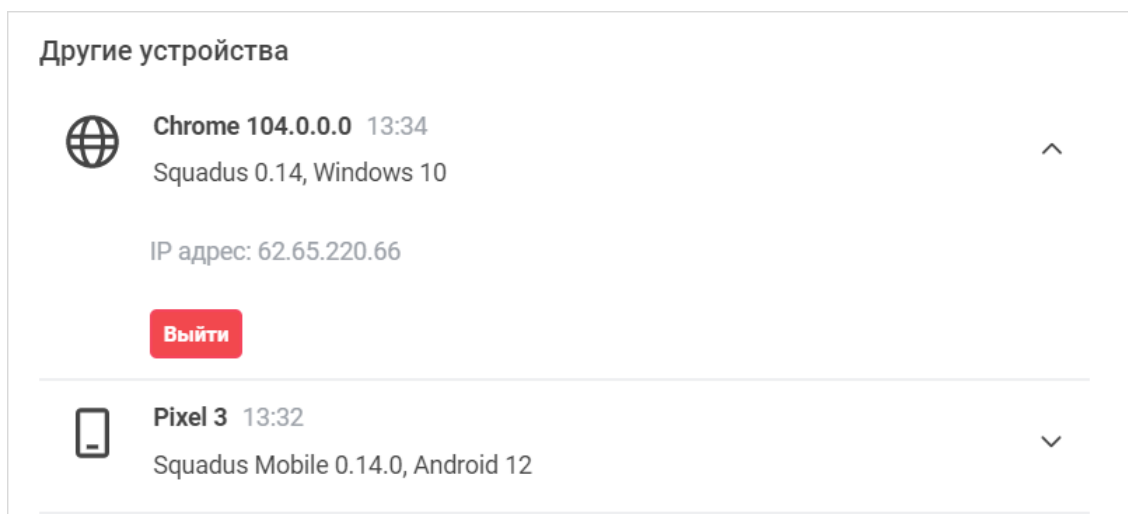 Другие устройства
Chrome 104.0.0.0 13:34
Squadus 0.14, Windows 10
IP адрес: 62.65.220.66
Выйти
Pixel 3 13:32
Squadus Mobile 0.14.0, Android 12